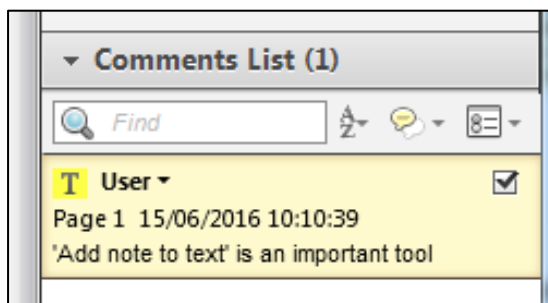 Comments List (1)
Find
A
Z
T User
Page 1 15/06/2016 10:10:39
'Add note to text' is an important tool